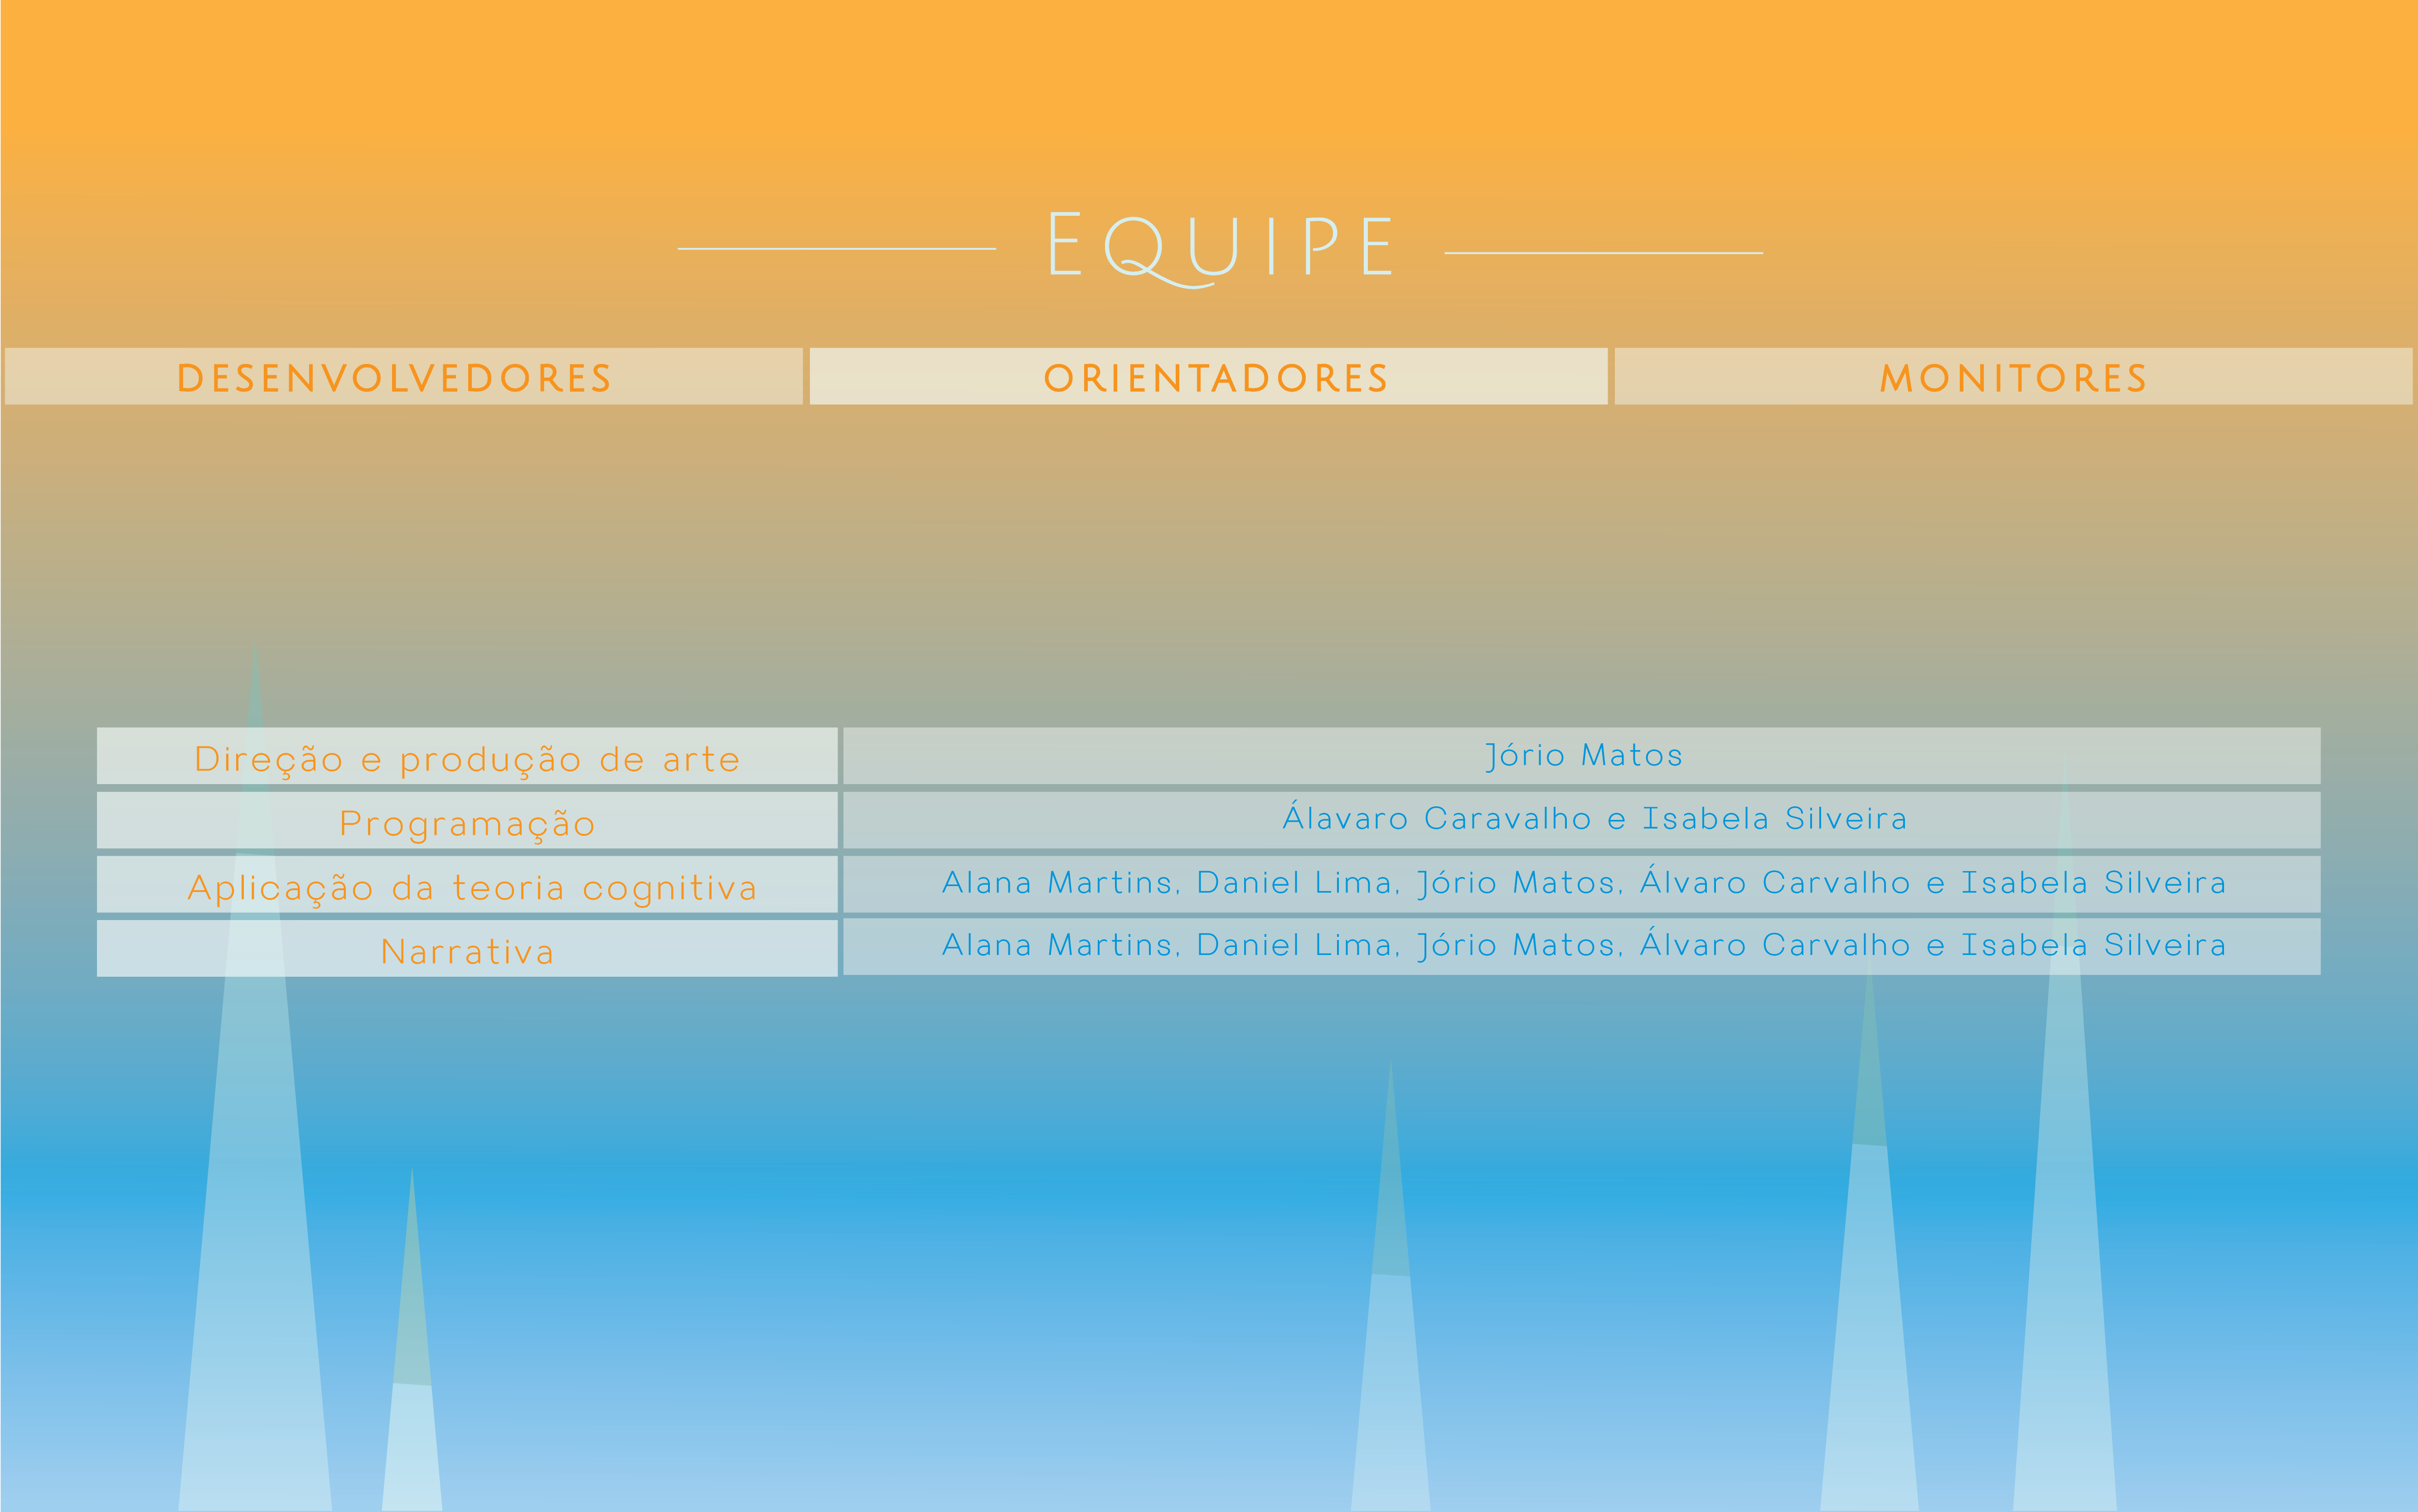 EQUIPE
DESENVOLVEDORES ORIENTADORES MONITORES
Direção e produção de arte Jório Matos
Programação Álavaro Caravalho e Isabela Silveira
Aplicação da teoria cognitiva Alana Martins, Daniel Lima, Jório Matos, Álvaro Carvalho e Isabela Silveira
Narrativa Alana Martins, Daniel Lima, Jório Matos, Álvaro Carvalho e Isabela Silveira